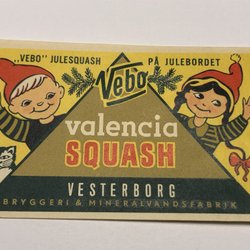 „VEBO" JULESQUASH PÅ JULEBORDET
Vebo
valencia
SQUASH
VESTERBORG
BRYGGERI & MINERALVANDSFABRIK